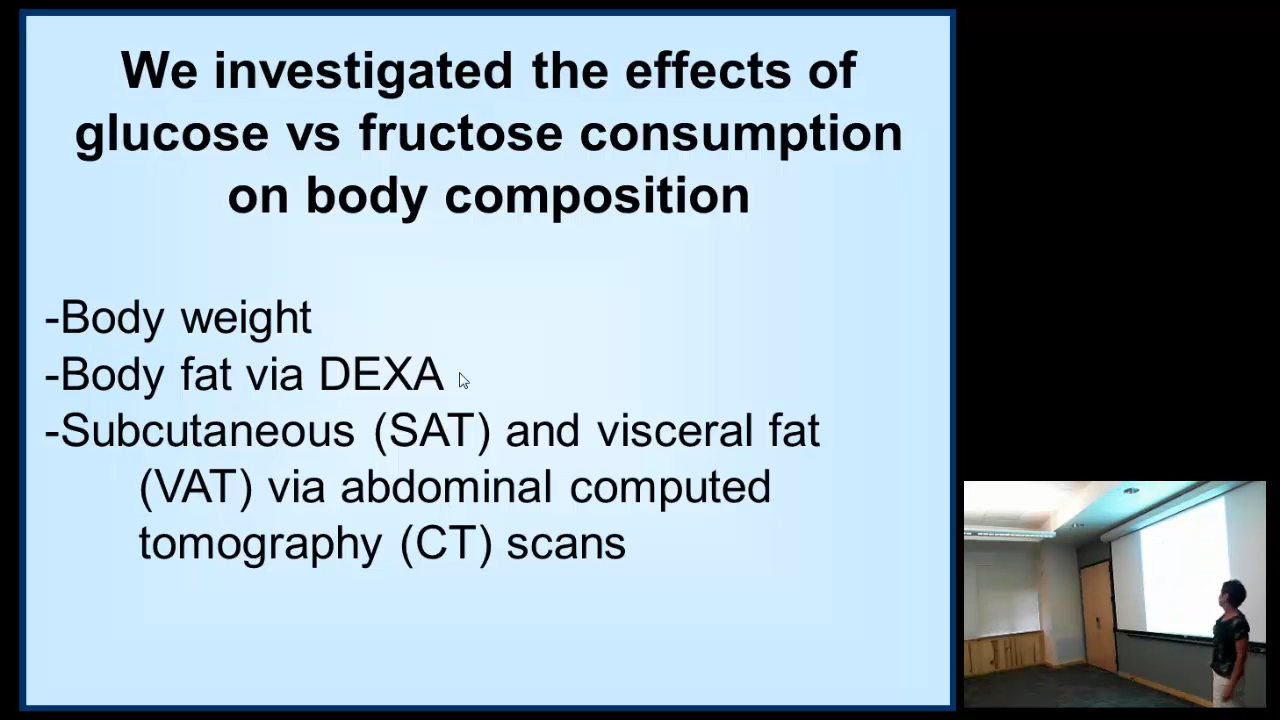 We investigated the effects of
glucose vs fructose consumption
on body composition
-Body weight
-Body fat via DEXA
-Subcutaneous (SAT) and visceral fat
(VAT) via abdominal computed
tomography (CT) scans